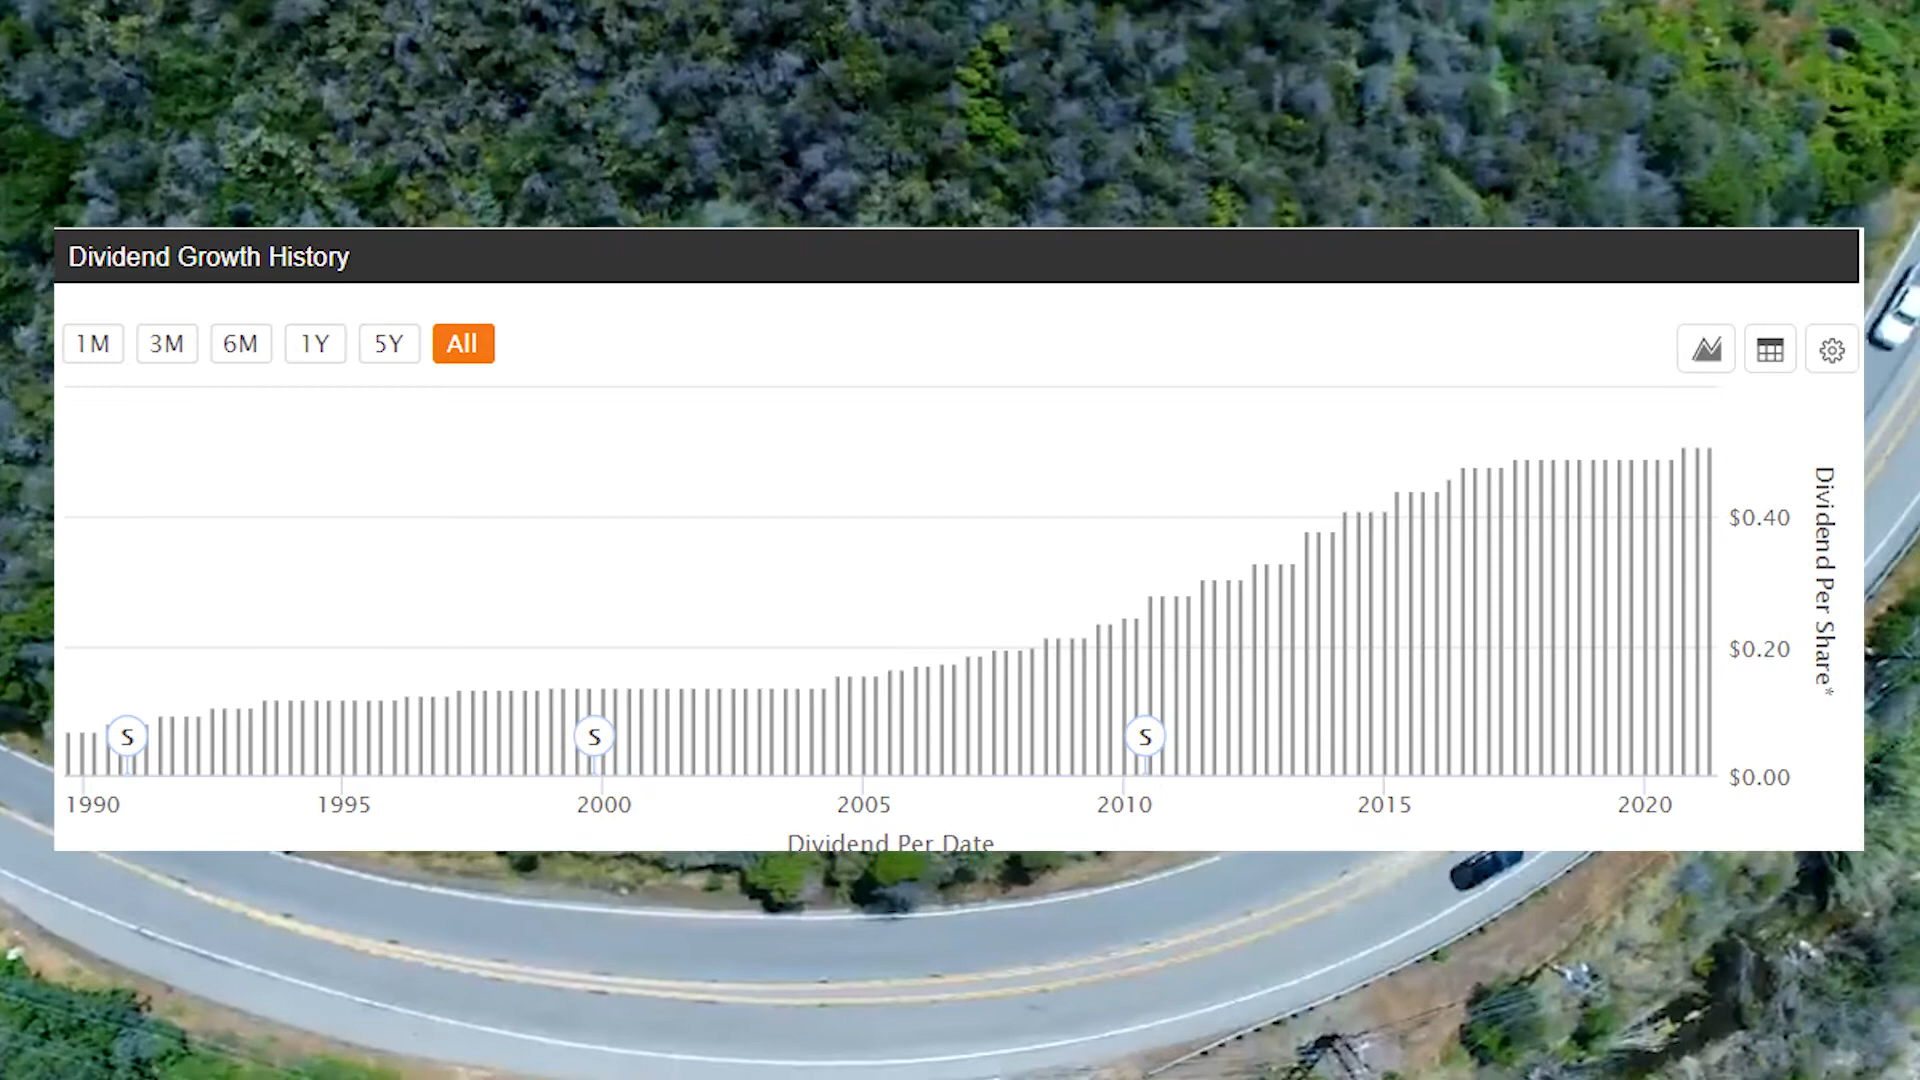 Dividend Growth History
1M 3M 6M 1Y 5Y All
$0.40
$0.20
$0.00
Dividend Per Share*
S S S
1990 1995 2000 2005 2010 2015 2020
Dividend Per Date